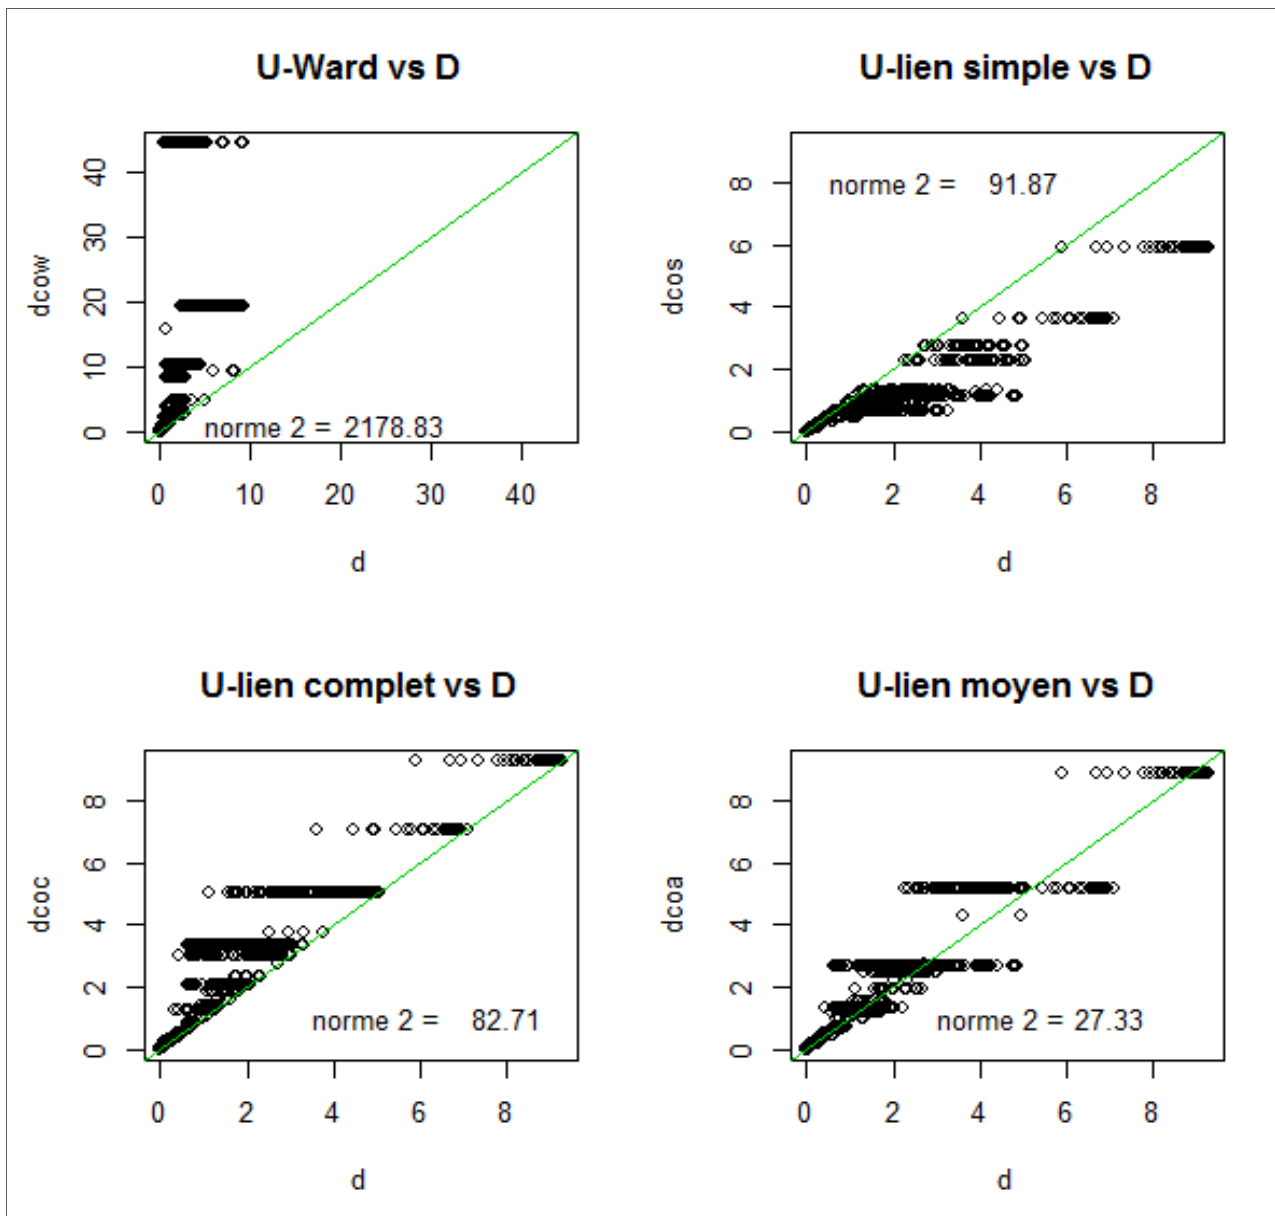 U-Ward vs D
dcow
40
30
20
10
0
norme 2 = 2178.83
0 10 20 30 40
d
U-lien simple vs D
dcos
8
6
4
2
0
norme 2 = 91.87
0 2 4 6 8
d
U-lien complet vs D
dcoc
8
6
4
2
0
norme 2 = 82.71
0 2 4 6 8
d
U-lien moyen vs D
dcoa
8
6
4
2
0
norme 2 = 27.33
0 2 4 6 8
d